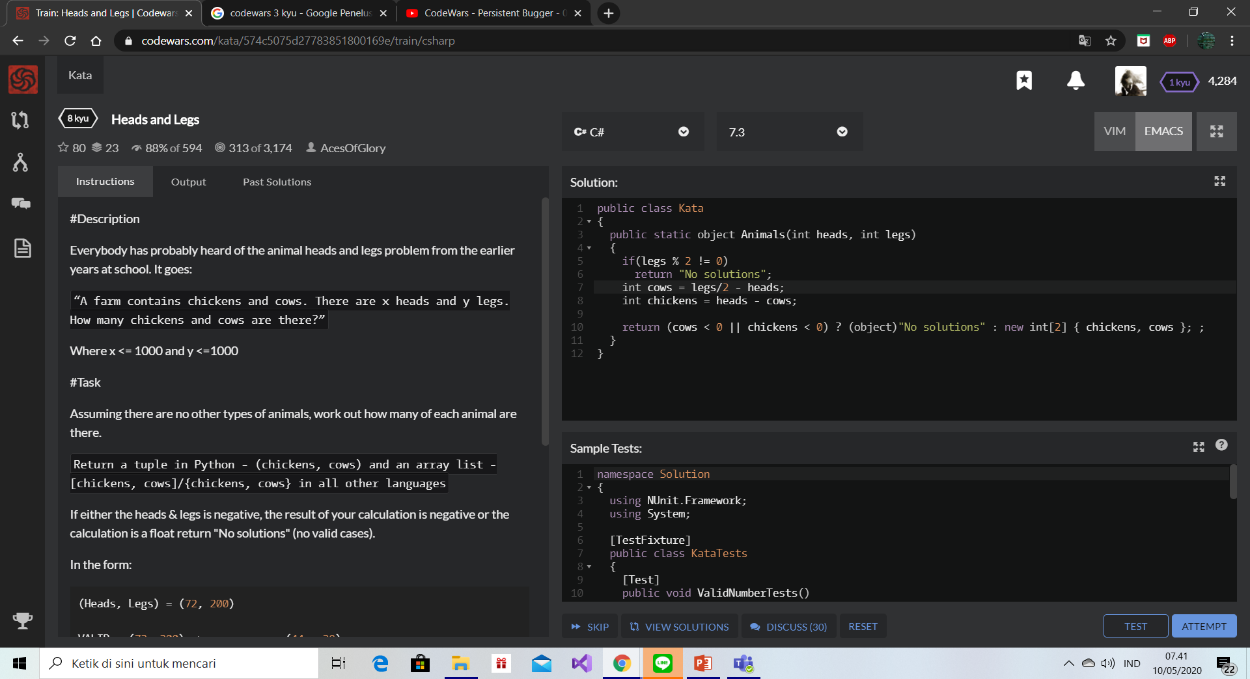 Train: Heads and Legs | Codewars
codewars 3 kyu - Google Penelus
CodeWars - Persistent Bugger -
codewars.com/kata/574c5075d27783851800169e/train/csharp
ABP
Kata
1 kyu
4,284
8 kyu
Heads and Legs
80 23 88% of 594 313 of 3,174 AcesOfGlory
C# C#
7.3
VIM
EMACS
Instructions
Output
Past Solutions
#Description
Everybody has probably heard of the animal heads and legs problem from the earlier
years at school. It goes:
“A farm contains chickens and cows. There are x heads and y legs.
How many chickens and cows are there?”
Where x <= 1000 and y <=1000
#Task
Assuming there are no other types of animals, work out how many of each animal are
there.
Return a tuple in Python - (chickens, cows) and an array list -
[chickens, cows]/{chickens, cows} in all other languages
If either the heads & legs is negative, the result of your calculation is negative or the
calculation is a float return "No solutions" (no valid cases).
In the form:
(Heads, Legs) = (72, 200)
Solution:
1 public class Kata
2 {
3 public static object Animals(int heads, int legs)
4 {
5 if(legs % 2 != 0)
6 return "No solutions";
7 int cows = legs/2 - heads;
8 int chickens = heads - cows;
9
10 return (cows < 0 || chickens < 0) ? (object)"No solutions" : new int[2] { chickens, cows }; ;
11 }
12 }
Sample Tests:
1 namespace Solution
2 {
3 using NUnit.Framework;
4 using System;
5
6 [TestFixture]
7 public class KataTests
8 {
9 [Test]
10 public void ValidNumberTests()
SKIP
VIEW SOLUTIONS
DISCUSS (30)
RESET
TEST
ATTEMPT
Ketik di sini untuk mencari
IND
07.41
10/05/2020
22